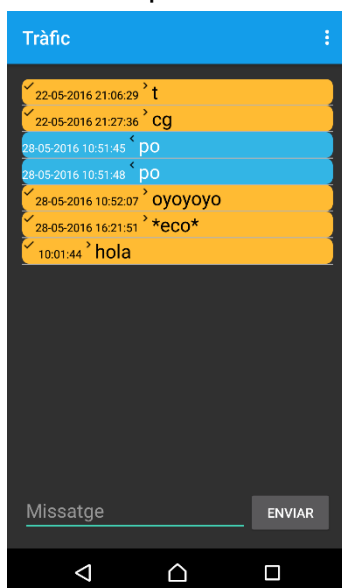 Tràfic
22-05-2016 21:06:29 > t
22-05-2016 21:27:36 > cg
28-05-2016 10:51:45 < po
28-05-2016 10:51:48 < po
28-05-2016 10:52:07 > oyoyoyo
28-05-2016 16:21:51 > *eco*
10:01:44 > hola
Missatge
ENVIAR